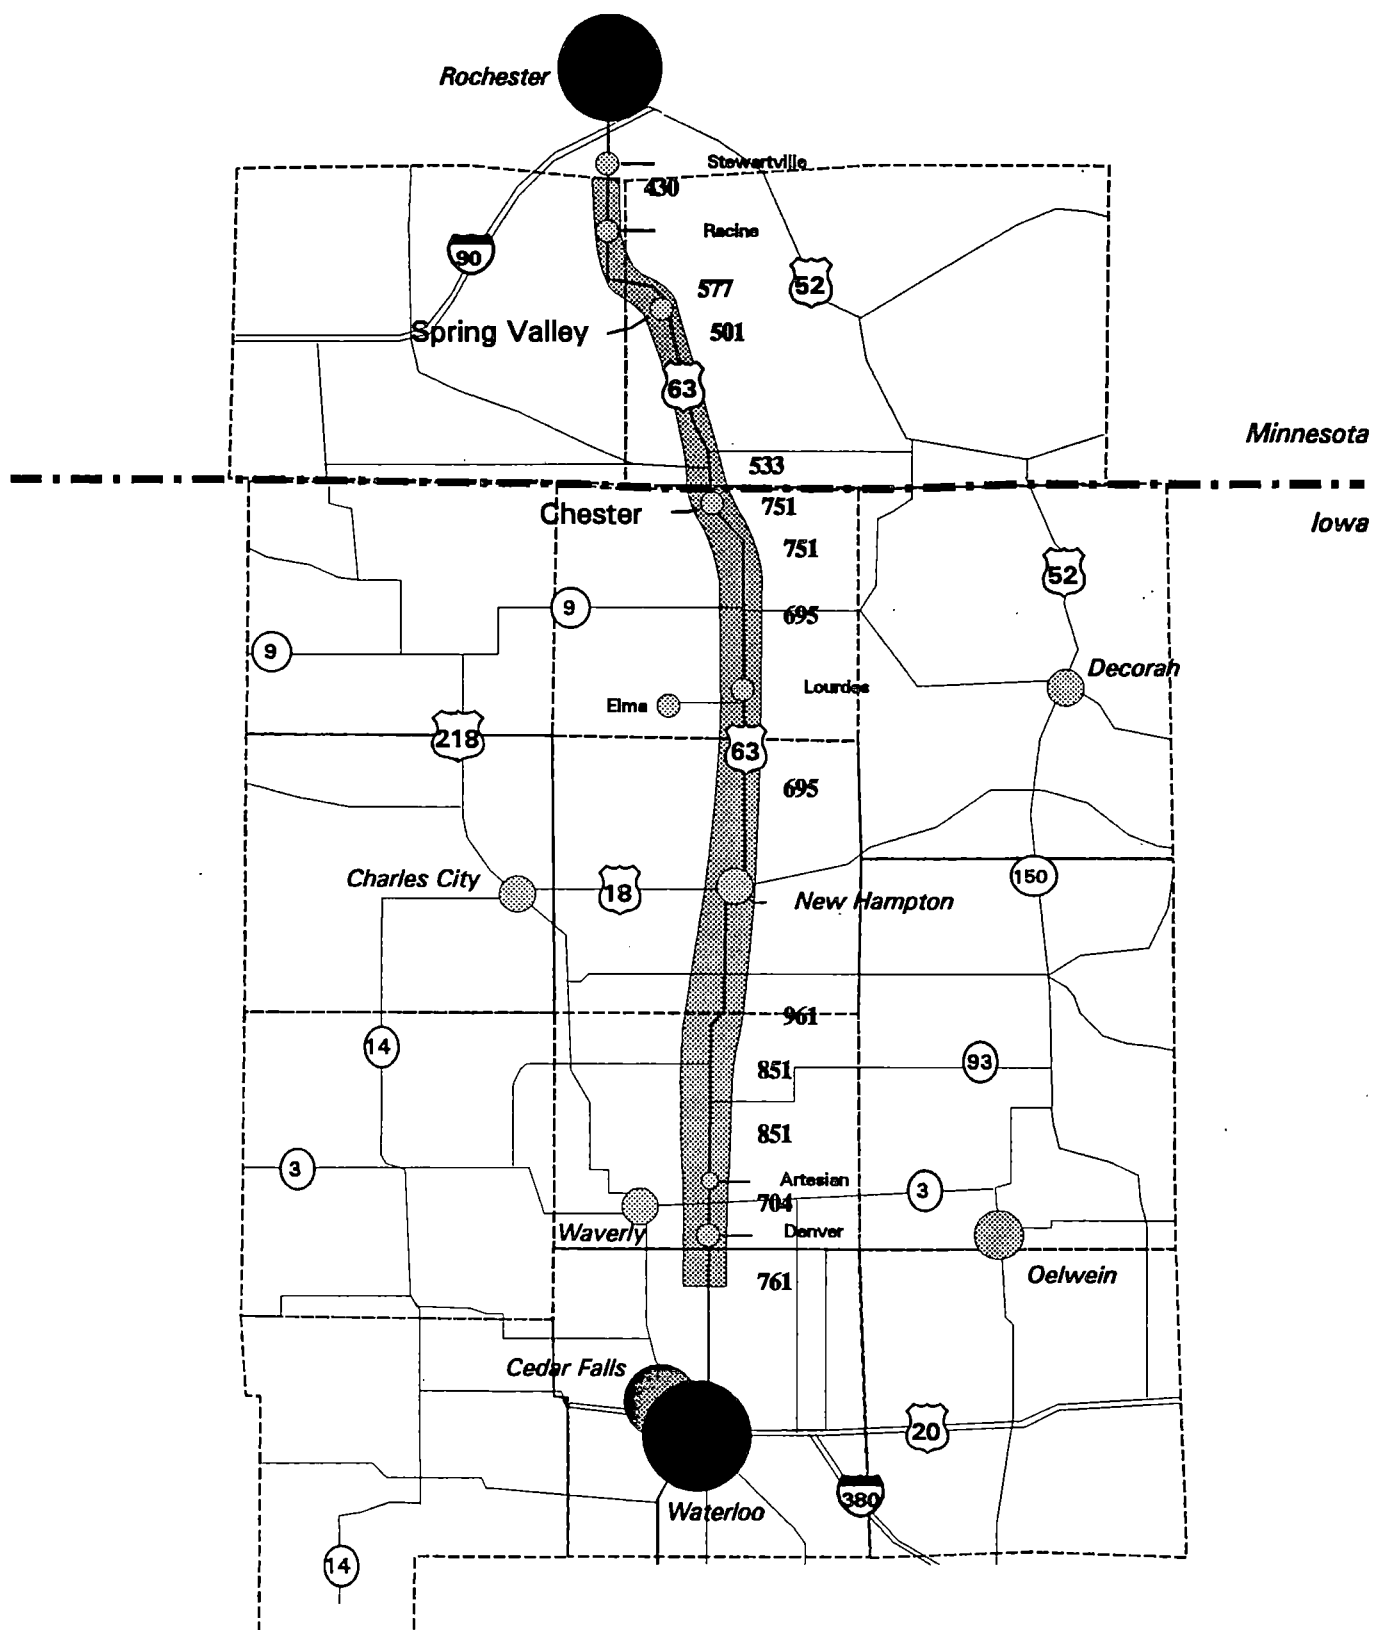 Rochester
Stewartville
430
Racine
90
52
577
Spring Valley
501
63
Minnesota
533
Chester
751
Iowa
751
52
9
695
9
Decorah
Lourdes
Elma
218
63
695
Charles City
18
150
New Hampton
961
14
93
851
851
3
Artesian
3
704
Waverly
Denver
Oelwein
761
Cedar Falls
20
380
Waterloo
14